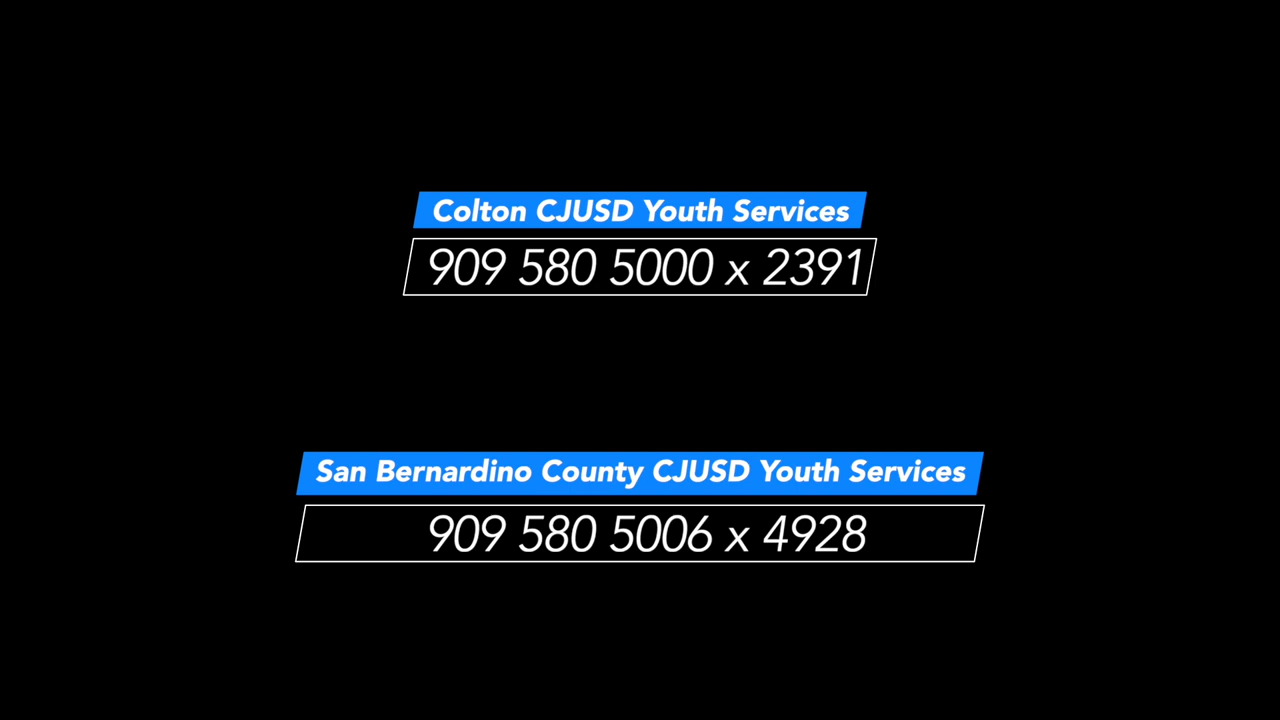 Colton CJUSD Youth Services
909 580 5000 x 2391
San Bernardino County CJUSD Youth Services
909 580 5006 x 4928